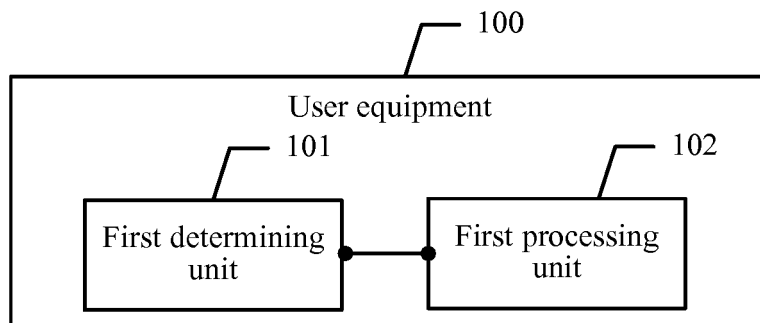 100
User equipment
101
102
First determining
unit
First processing
unit